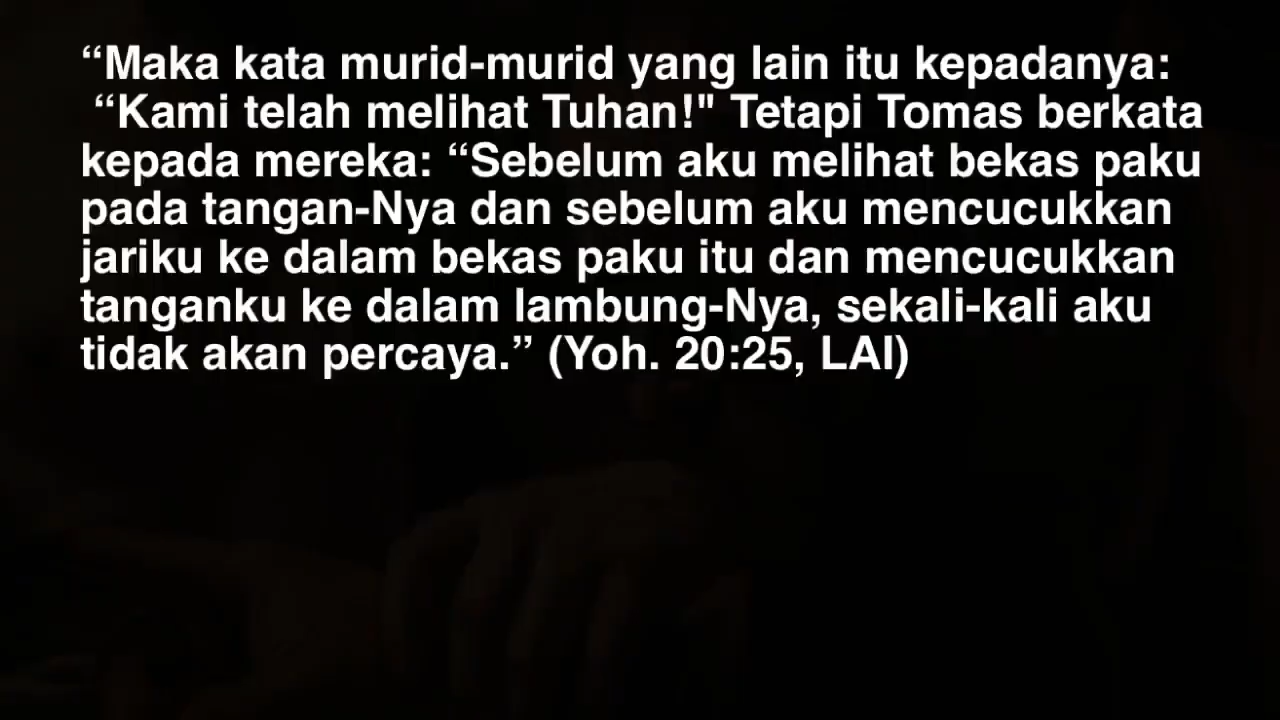 “Maka kata murid-murid yang lain itu kepadanya:
“Kami telah melihat Tuhan!" Tetapi Tomas berkata
kepada mereka: “Sebelum aku melihat bekas paku
pada tangan-Nya dan sebelum aku mencucukkan
jariku ke dalam bekas paku itu dan mencucukkan
tanganku ke dalam lambung-Nya, sekali-kali aku
tidak akan percaya.” (Yoh. 20:25, LAI)